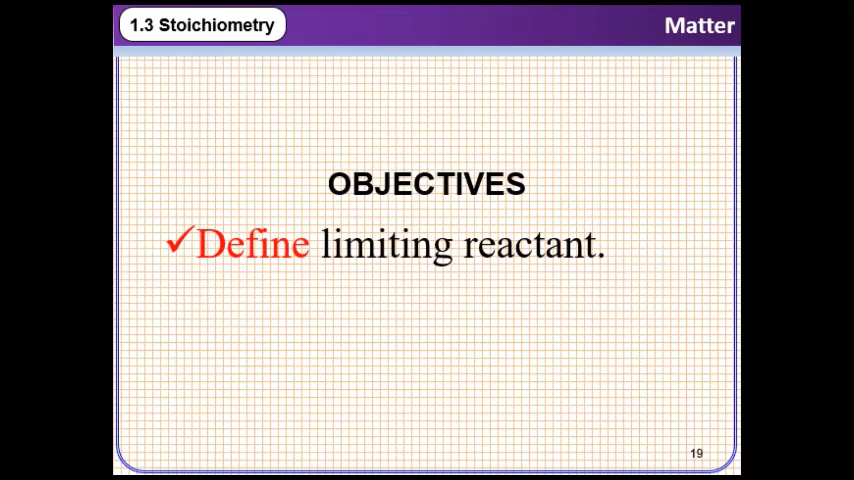 1.3 Stoichiometry
Matter
OBJECTIVES
✓Define limiting reactant.
19